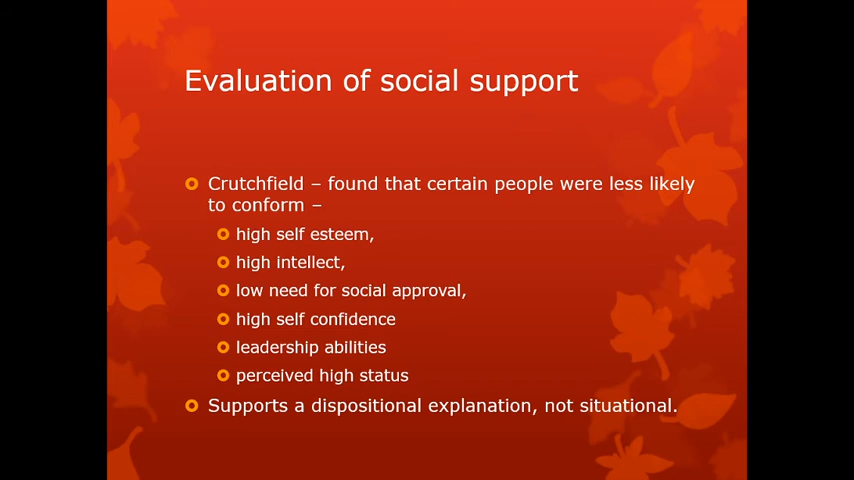 Evaluation of social support
Crutchfield – found that certain people were less likely
to conform –
high self esteem,
high intellect,
low need for social approval,
high self confidence
leadership abilities
perceived high status
Supports a dispositional explanation, not situational.